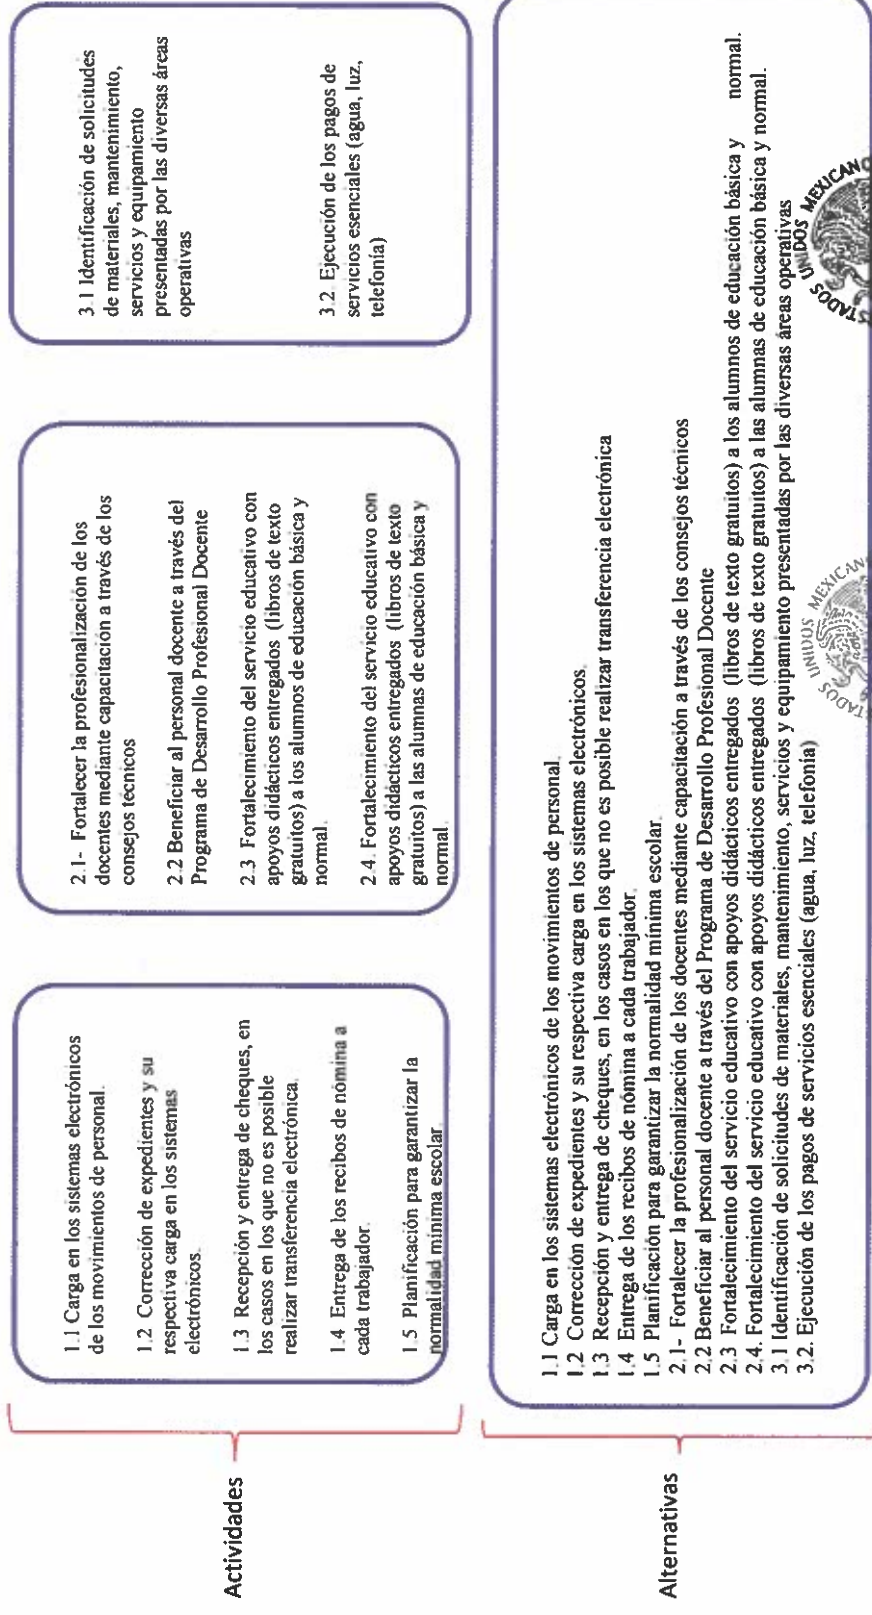 Actividades
1.1 Carga en los sistemas electrónicos
de los movimientos de personal.
1.2 Corrección de expedientes y su
respectiva carga en los sistemas
electrónicos.
1.3 Recepción y entrega de cheques, en
los casos en los que no es posible
realizar transferencia electrónica.
1.4 Entrega de los recibos de nómina a
cada trabajador.
1.5 Planificación para garantizar la
normalidad mínima escolar.
2.1- Fortalecer la profesionalización de los
docentes mediante capacitación a través de los
consejos técnicos
2.2 Beneficiar al personal docente a través del
Programa de Desarrollo Profesional Docente
2.3 Fortalecimiento del servicio educativo con
apoyos didácticos entregados (libros de texto
gratuitos) a los alumnos de educación básica y
normal.
2.4. Fortalecimiento del servicio educativo con
apoyos didácticos entregados (libros de texto
gratuitos) a las alumnas de educación básica y
normal.
3.1 Identificación de solicitudes
de materiales, mantenimiento,
servicios y equipamiento
presentadas por las diversas áreas
operativas
3.2. Ejecución de los pagos de
servicios esenciales (agua, luz,
telefonía)
Alternativas
1.1 Carga en los sistemas electrónicos de los movimientos de personal.
1.2 Corrección de expedientes y su respectiva carga en los sistemas electrónicos.
1.3 Recepción y entrega de cheques, en los casos en los que no es posible realizar transferencia electrónica
1.4 Entrega de los recibos de nómina a cada trabajador.
1.5 Planificación para garantizar la normalidad mínima escolar.
2.1- Fortalecer la profesionalización de los docentes mediante capacitación a través de los consejos técnicos
2.2 Beneficiar al personal docente a través del Programa de Desarrollo Profesional Docente
2.3 Fortalecimiento del servicio educativo con apoyos didácticos entregados (libros de texto gratuitos) a los alumnos de educación básica y normal.
2.4. Fortalecimiento del servicio educativo con apoyos didácticos entregados (libros de texto gratuitos) a las alumnas de educación básica y normal.
3.1 Identificación de solicitudes de materiales, mantenimiento, servicios y equipamiento presentadas por las diversas áreas operativas
3.2. Ejecución de los pagos de servicios esenciales (agua, luz, telefonía)
UNIDOS
UNIDOS